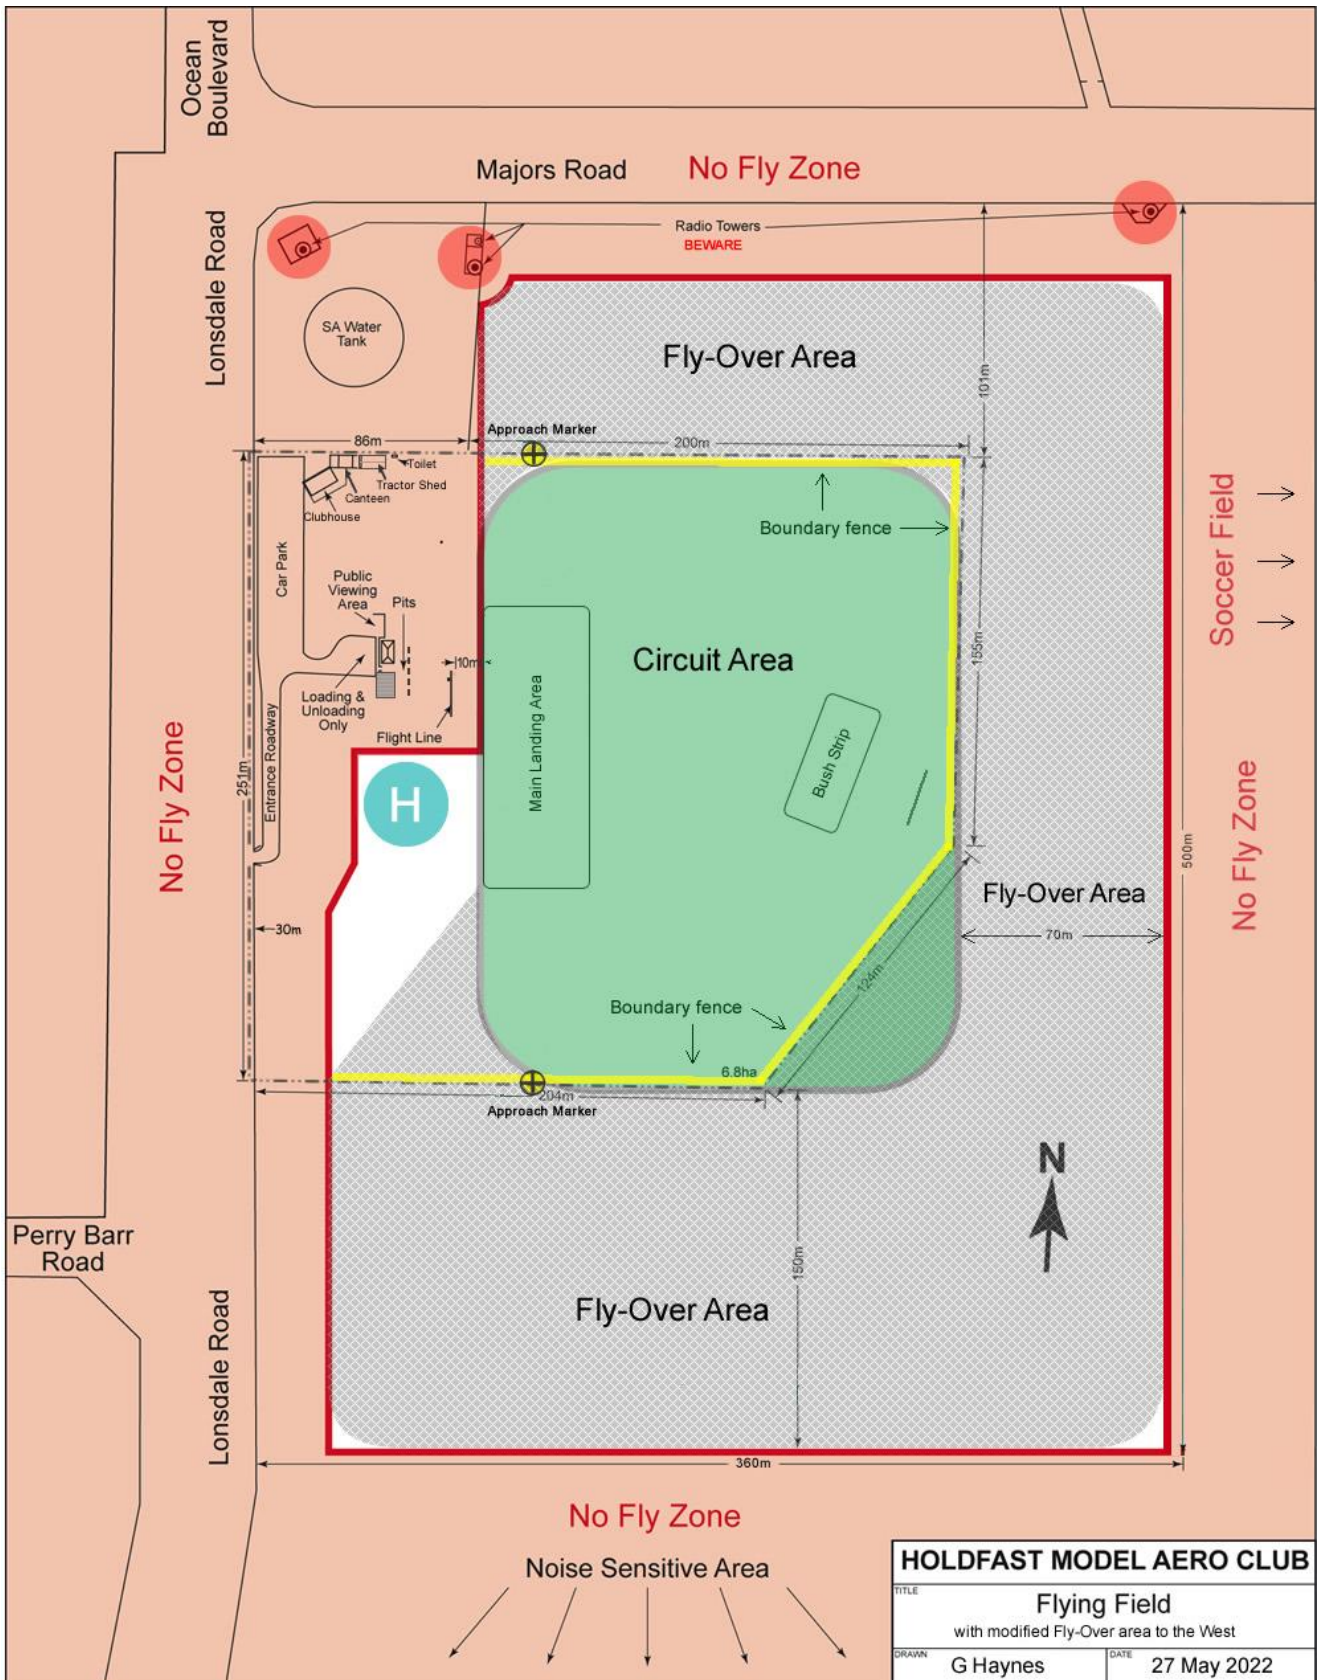 Ocean
Boulevard
Majors Road
No Fly Zone
Lonsdale Road
Radio Towers
BEWARE
SA Water
Tank
Fly-Over Area
101m
Approach Marker
86m
200m
Toilet
Tractor Shed
Canteen
Clubhouse
Boundary fence
Soccer Field
Car Park
Public
Viewing
Area
Pits
10m
Circuit Area
155m
Loading &
Unloading
Only
Flight Line
Main Landing Area
Bush Strip
No Fly Zone
251m
Entrance Roadway
H
500m
No Fly Zone
Fly-Over Area
30m
70m
124m
Boundary fence
6.8ha
204m
Approach Marker
N
Perry Barr
Road
150m
Fly-Over Area
Lonsdale Road
360m
No Fly Zone
Noise Sensitive Area
HOLDFAST MODEL AERO CLUB
TITLE
Flying Field
with modified Fly-Over area to the West
DRAWN
G Haynes
DATE
27 May 2022